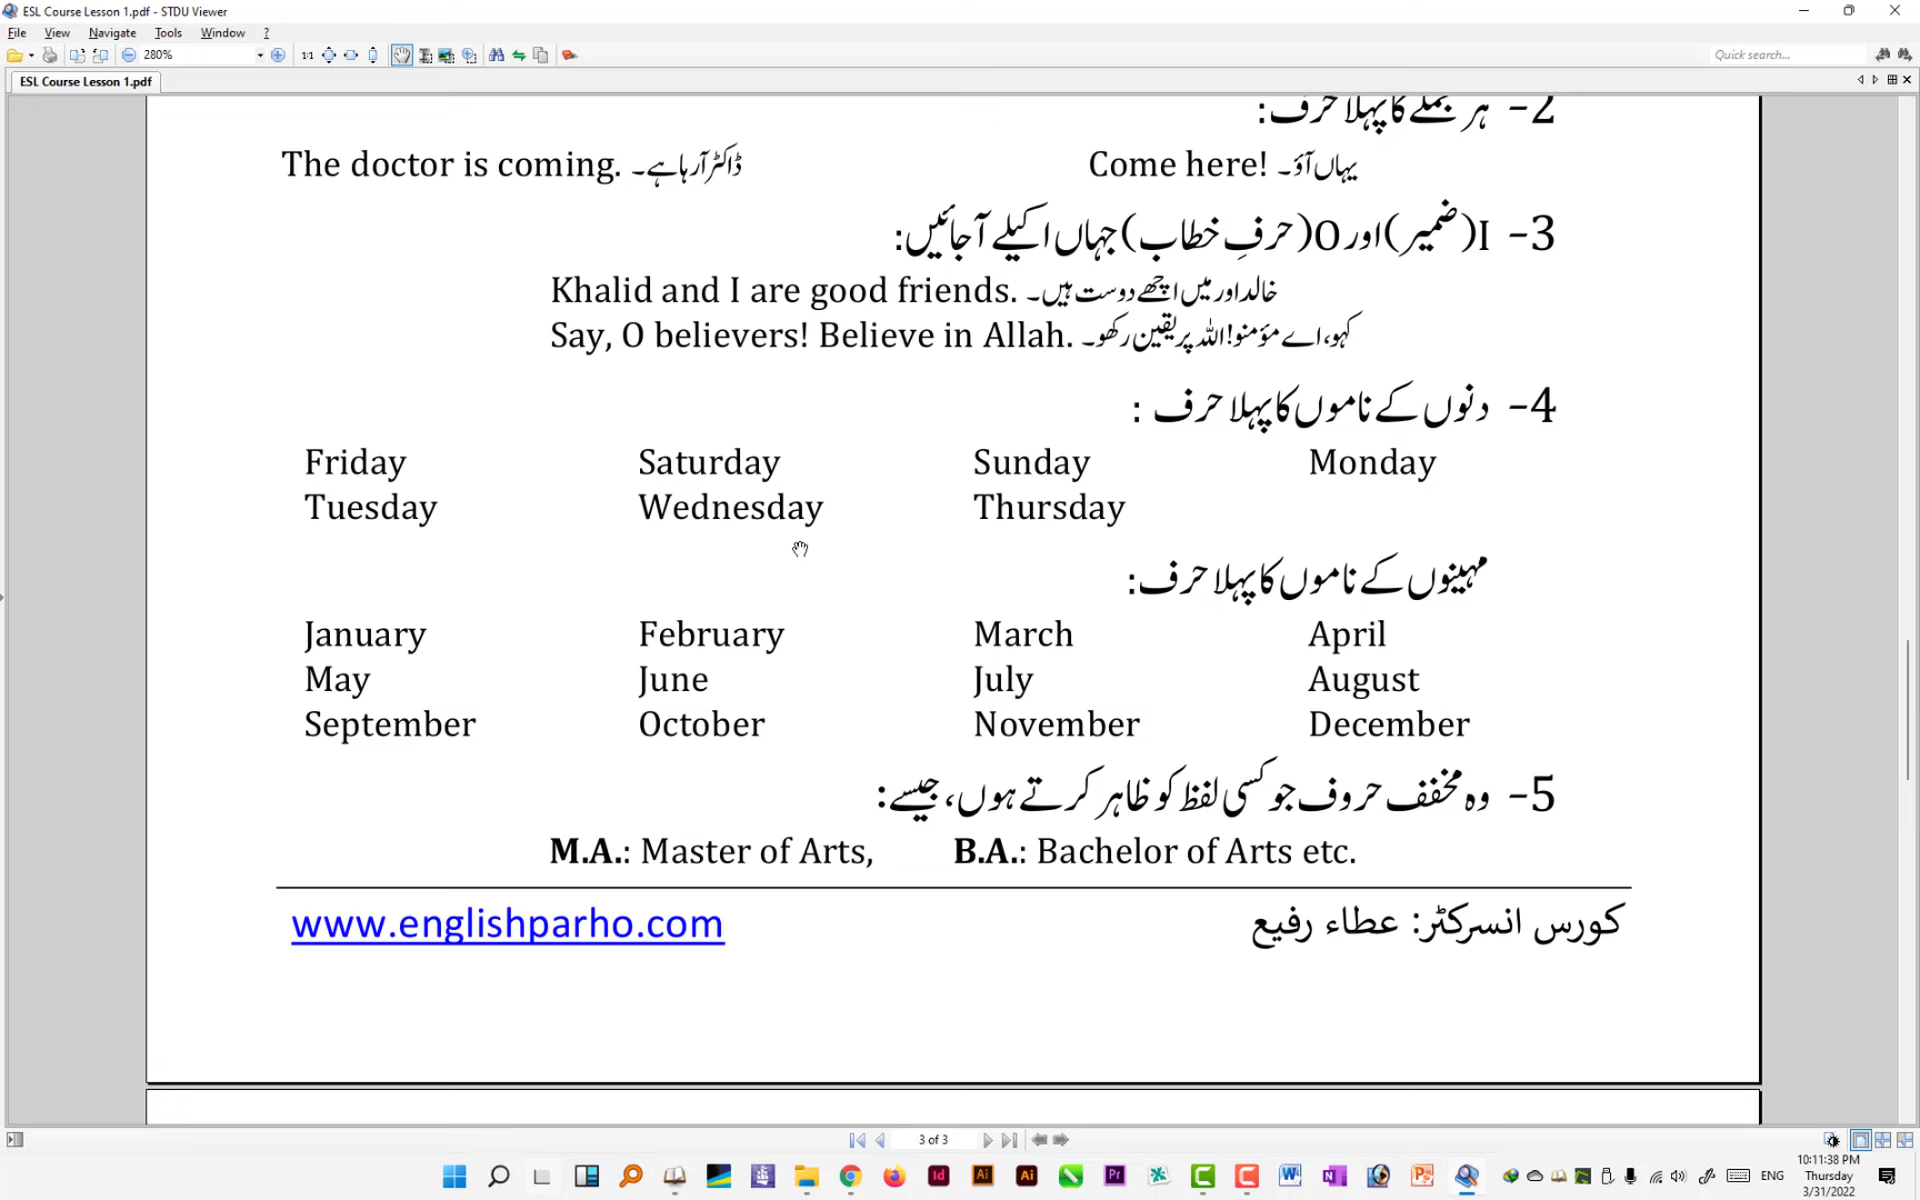 ESL Course Lesson 1.pdf - STDU Viewer
File View Navigate Tools Window ?
280% 1:1 Quick search...
ESL Course Lesson 1.pdf
2- ہر جملے کا پہلا حرف:
The doctor is coming. ڈاکٹر آرہا ہے۔ Come here! یہاں آؤ۔
3- I(ضمیر) اور O(حرفِ خطاب) جہاں اکیلے آجائیں:
Khalid and I are good friends. خالد اور میں اچھے دوست ہیں۔
Say, O believers! Believe in Allah. کہو، اے مؤمنو! اللہ پر یقین رکھو۔
4- دنوں کے ناموں کا پہلا حرف :
Friday Saturday Sunday Monday
Tuesday Wednesday Thursday
مہینوں کے ناموں کا پہلا حرف:
January February March April
May June July August
September October November December
5- وہ مخفف حروف جو کسی لفظ کو ظاہر کرتے ہوں، جیسے:
M.A.: Master of Arts, B.A.: Bachelor of Arts etc.
www.englishparho.com کورس انسرکٹر: عطاء رفیع
3 of 3
ENG
10:11:38 PM
Thursday
3/31/2022